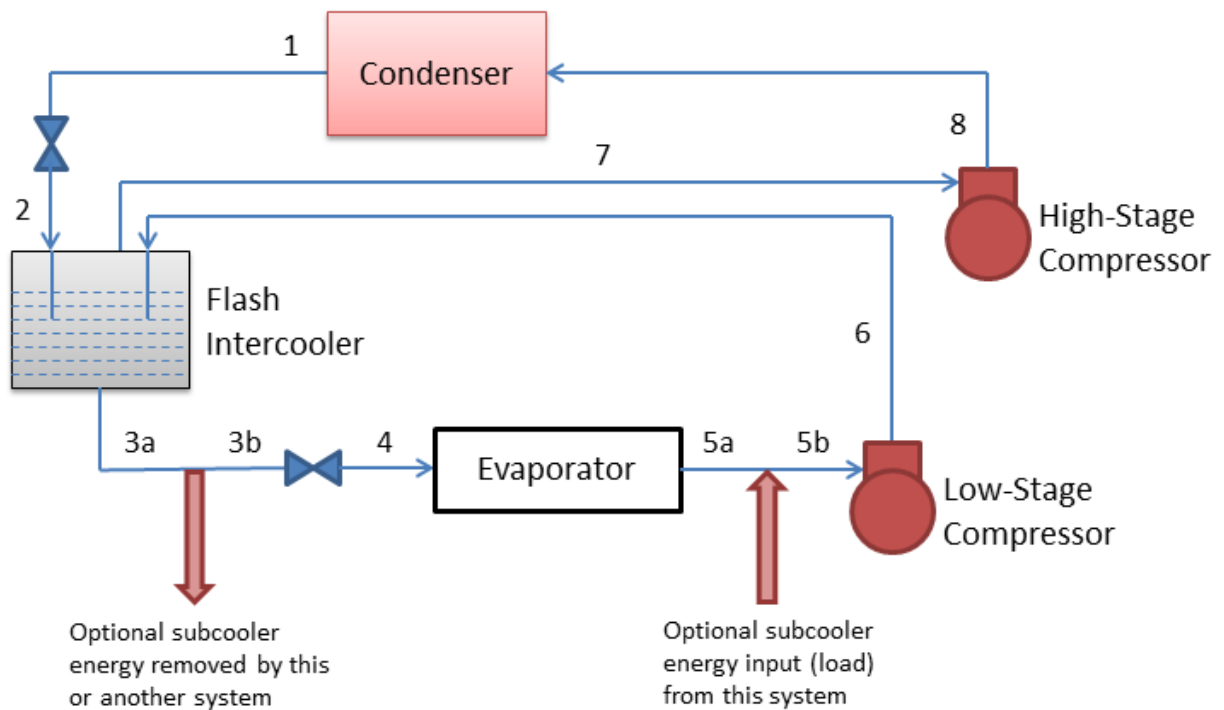 1
Condenser
8
7
2
High-Stage
Compressor
Flash
Intercooler
6
3a
3b
4
Evaporator
5a
5b
Low-Stage
Compressor
Optional subcooler
energy removed by this
or another system
Optional subcooler
energy input (load)
from this system